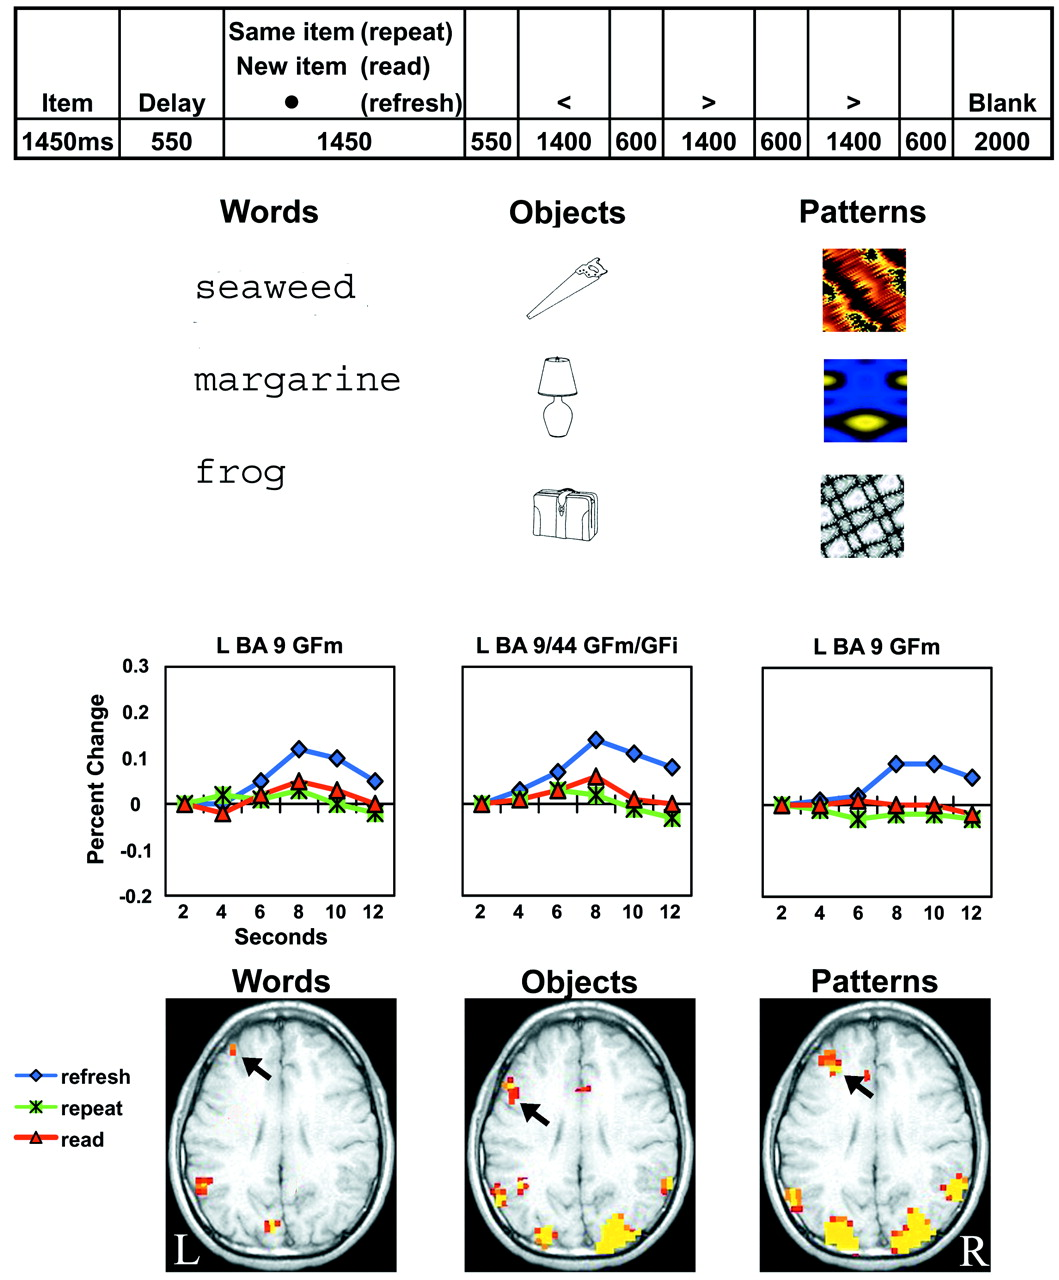 Same item (repeat)
New item (read)
Item Delay ● (refresh) < > > Blank
1450ms 550 1450 550 1400 600 1400 600 1400 600 2000
Words Objects Patterns
seaweed
margarine
frog
L BA 9 GFm L BA 9/44 GFm/GFi L BA 9 GFm
Percent Change
0.3
0.2
0.1
0
-0.1
-0.2
2 4 6 8 10 12 2 4 6 8 10 12 2 4 6 8 10 12
Seconds
Words Objects Patterns
refresh
repeat
read
L R